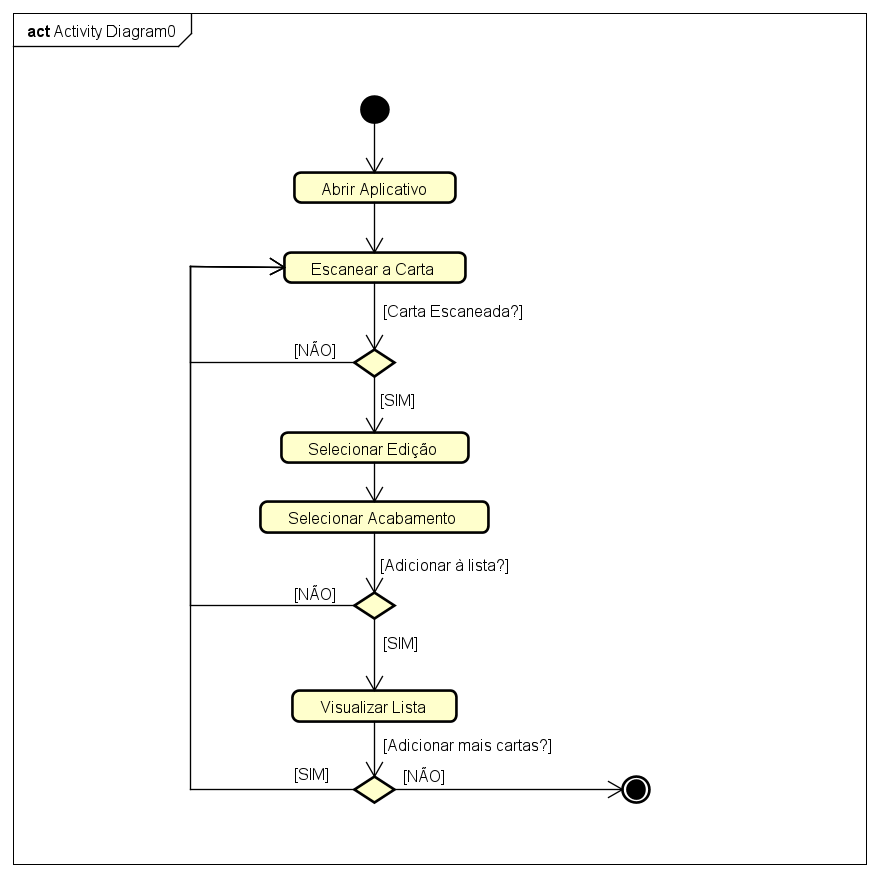 act Activity Diagram0
Abrir Aplicativo
Escanear a Carta
[Carta Escaneada?]
[NÃO]
[SIM]
Selecionar Edição
Selecionar Acabamento
[Adicionar à lista?]
[NÃO]
[SIM]
Visualizar Lista
[Adicionar mais cartas?]
[SIM]
[NÃO]